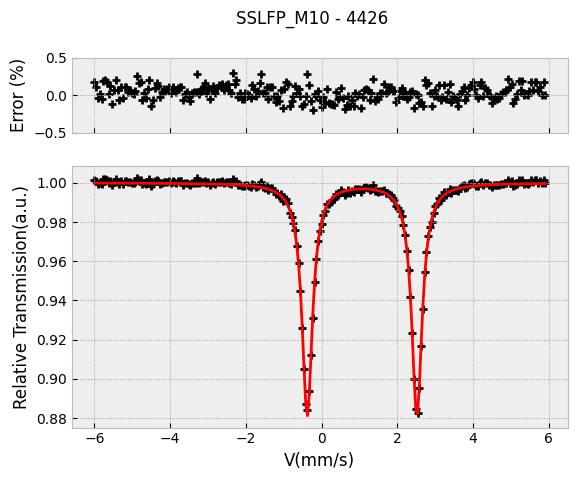 SSLFP_M10 - 4426
Error (%)
0.5
0.0
−0.5
Relative Transmission(a.u.)
1.00
0.98
0.96
0.94
0.92
0.90
0.88
−6 −4 −2 0 2 4 6
V(mm/s)